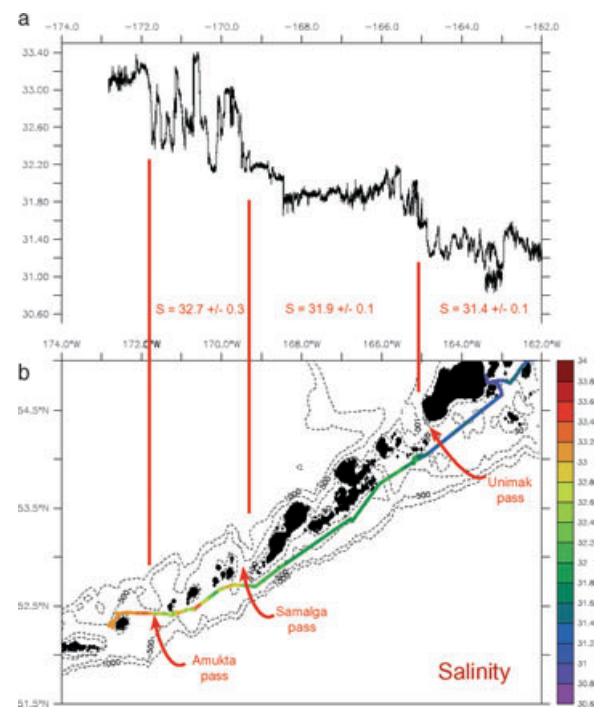 a
−174.0 −172.0 −170.0 −168.0 −166.0 −164.0 −162.0
33.40
33.00
32.60
32.20
31.80
31.40
31.00
30.60
S = 32.7 +/- 0.3 S = 31.9 +/- 0.1 S = 31.4 +/- 0.1
174.0°W 172.0°W 170.0°W 168.0°W 166.0°W 164.0°W 162.0°W
b
54.5°N
53.5°N
52.5°N
51.5°N
Unimak
pass
Samalga
pass
Amukta
pass
Salinity
34
33.8
33.6
33.4
33.2
33
32.8
32.6
32.4
32.2
32
31.8
31.6
31.4
31.2
31
30.8
30.6